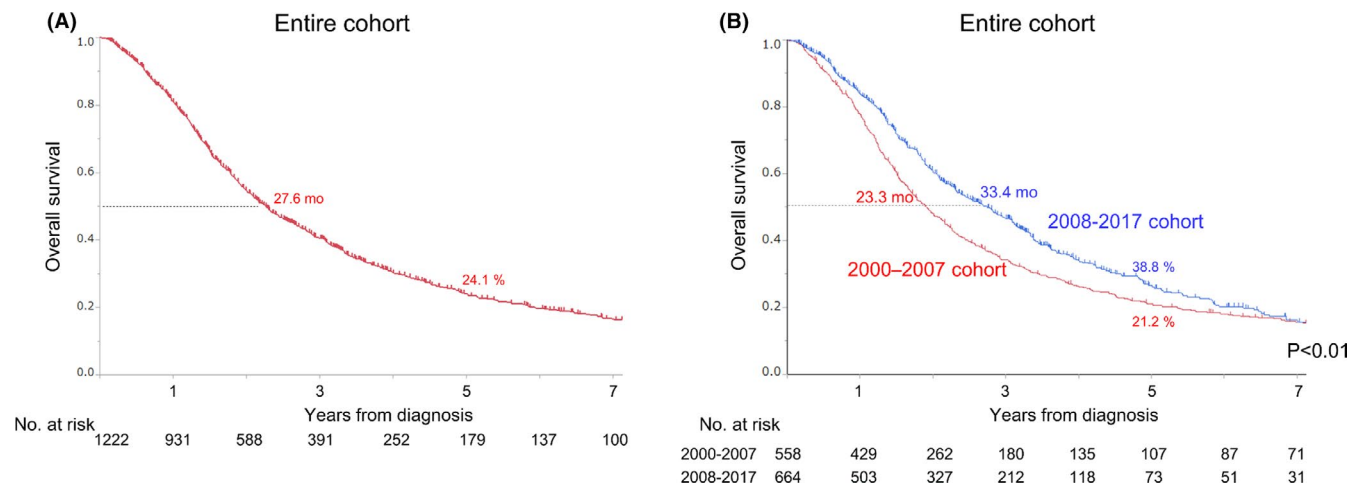 (A) Entire cohort
1.0
0.8
0.6
0.4
0.2
0.0
Overall survival
27.6 mo
24.1 %
1 3 5 7
Years from diagnosis
No. at risk
1222 931 588 391 252 179 137 100
(B) Entire cohort
1.0
0.8
0.6
0.4
0.2
0.0
Overall survival
33.4 mo
23.3 mo
2008-2017 cohort
2000–2007 cohort
38.8 %
21.2 %
P<0.01
1 3 5 7
Years from diagnosis
No. at risk
2000-2007 558 429 262 180 135 107 87 71
2008-2017 664 503 327 212 118 73 51 31